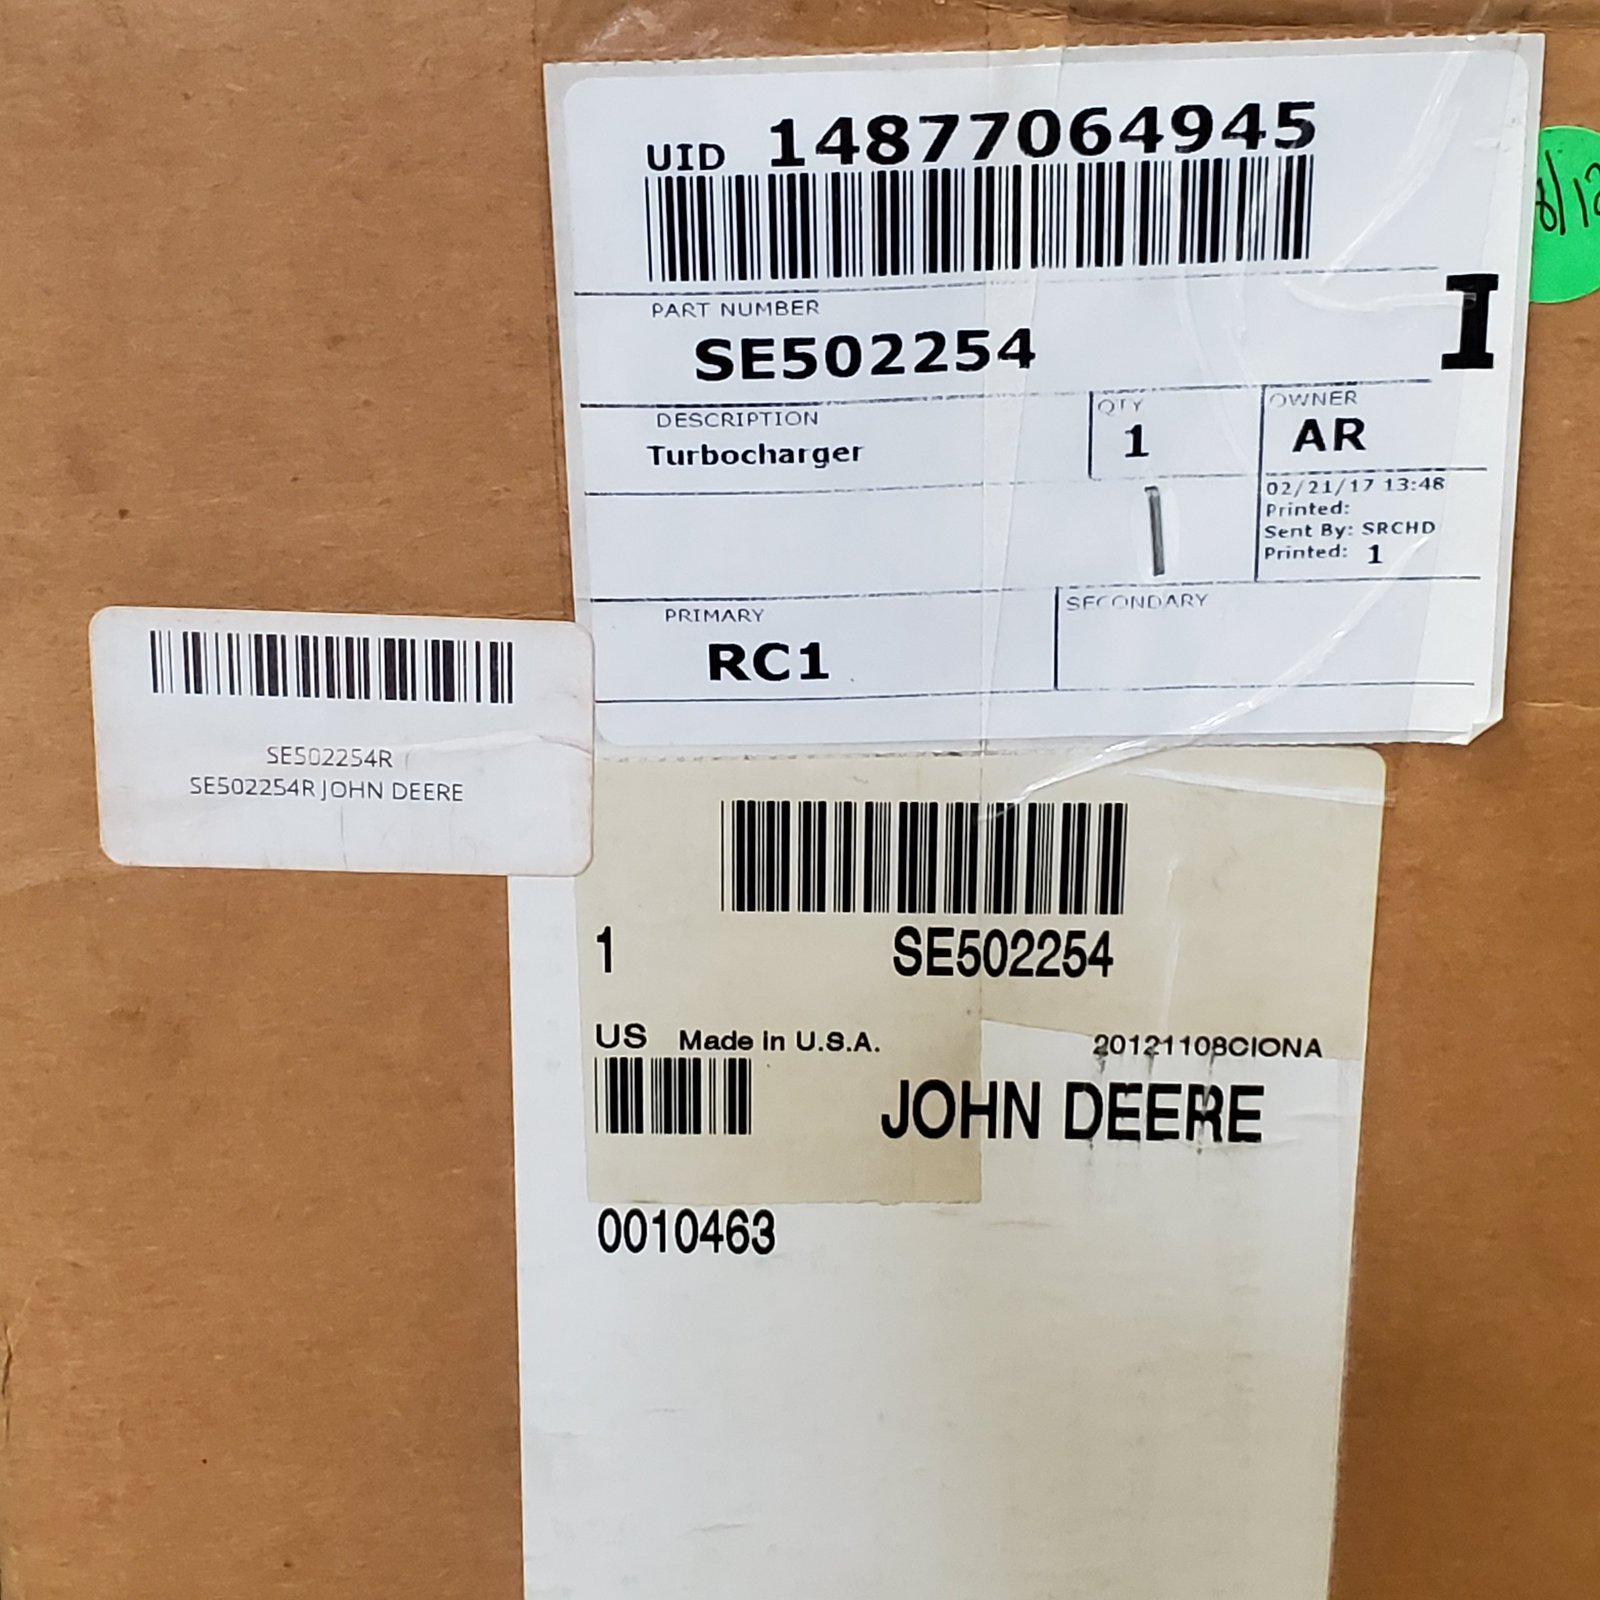 UID 14877064945
PART NUMBER
SE502254
I
DESCRIPTION
Turbocharger
QTY
1
OWNER
AR
02/21/17 13:48
Printed:
Sent By: SRCHD
Printed: 1
PRIMARY
RC1
SECONDARY
SE502254R
SE502254R JOHN DEERE
1 SE502254
US Made in U.S.A. 20121108CIONA
JOHN DEERE
0010463